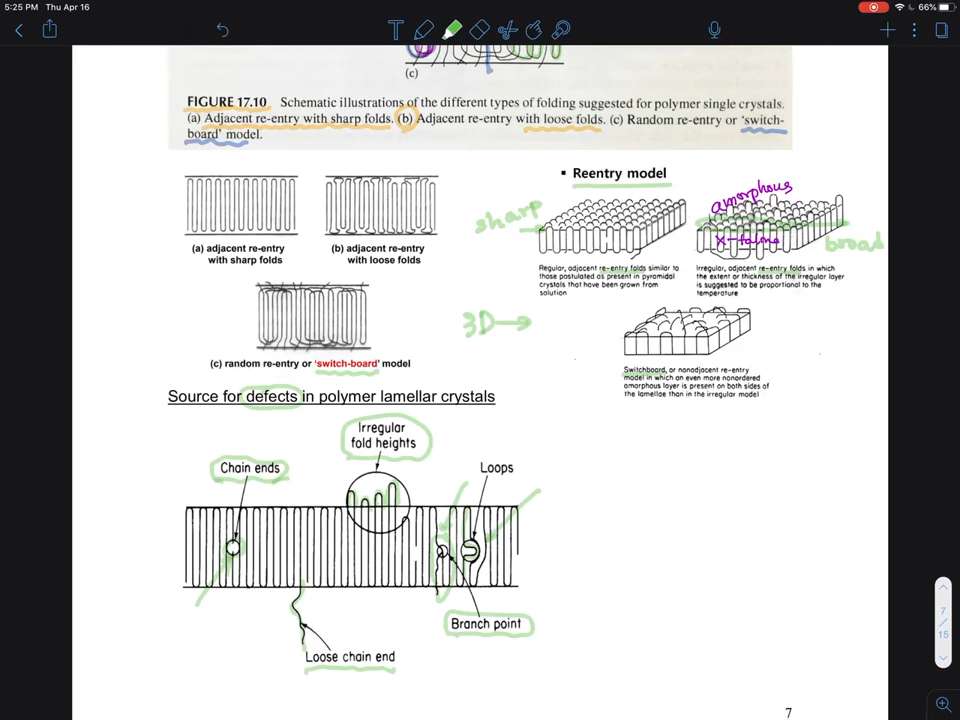 5:25 PM Thu Apr 16
66%
(c)
FIGURE 17.10 Schematic illustrations of the different types of folding suggested for polymer single crystals.
(a) Adjacent re-entry with sharp folds. (b) Adjacent re-entry with loose folds. (c) Random re-entry or 'switch-
board' model.
▪ Reentry model
sharp
amorphous
x-talline
broad
(a) adjacent re-entry
with sharp folds
(b) adjacent re-entry
with loose folds
Regular, adjacent re-entry folds similar to
those postulated as present in pyramidal
crystals that have been grown from
solution
Irregular, adjacent re-entry folds in which
the extent or thickness of the irregular layer
is suggested to be proportional to the
temperature
3D→
(c) random re-entry or 'switch-board' model
Switchboard, or nonadjacent re-entry
model in which an even more nonordered
amorphous layer is present on both sides of
the lamellae than in the irregular model
Source for defects in polymer lamellar crystals
Irregular
fold heights
Chain ends
Loops
Branch point
Loose chain end
7
/
15
7